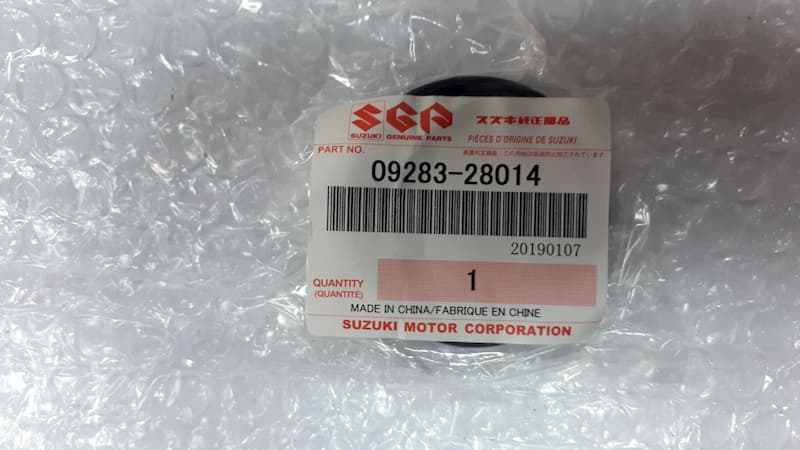 SGP スズキ純正部品
SUZUKI GENUINE PARTS PIÈCES D'ORIGINE DE SUZUKI
PART NO.
09283-28014
20190107
QUANTITY
(QUANTITÉ)
1
MADE IN CHINA/FABRIQUE EN CHINE
SUZUKI MOTOR CORPORATION